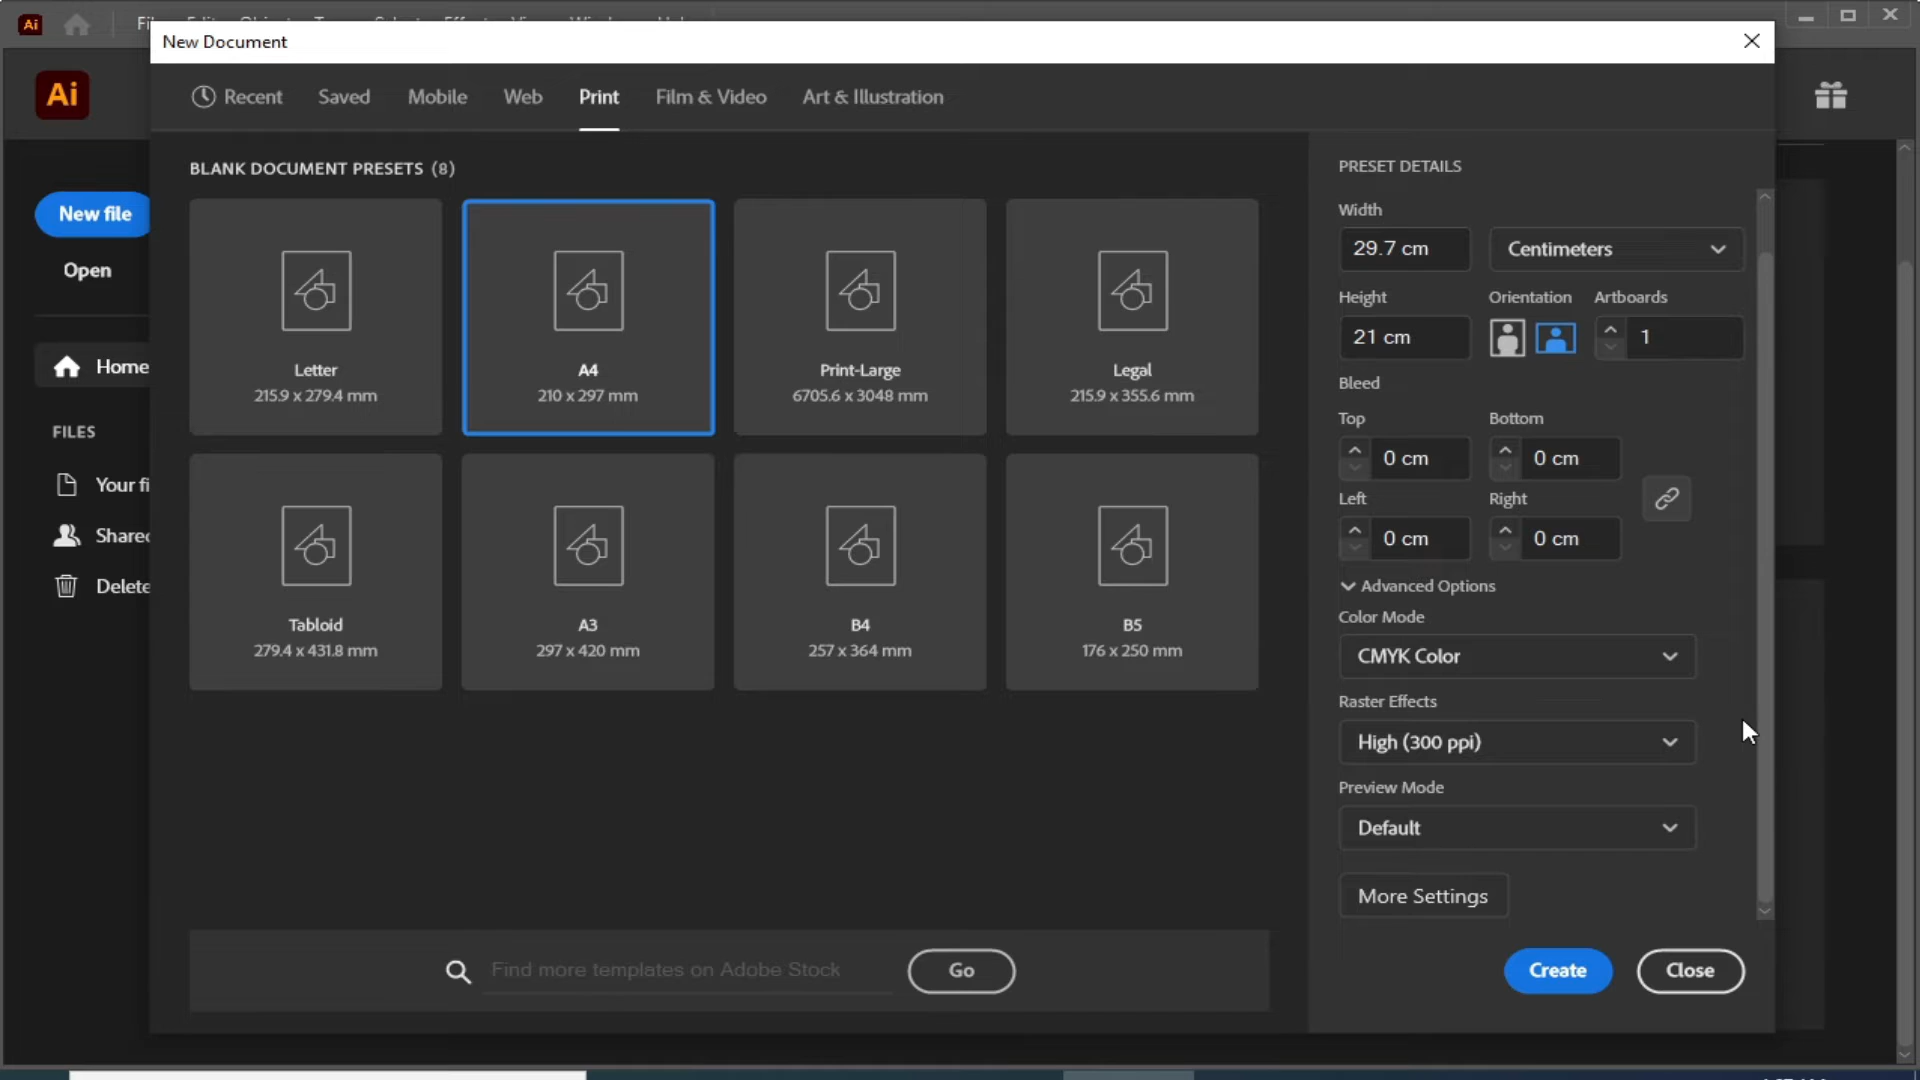 Ai
New Document
Ai
Recent
Saved
Mobile
Web
Print
Film & Video
Art & Illustration
New file
Open
Home
FILES
BLANK DOCUMENT PRESETS (8)
Letter
215.9 x 279.4 mm
A4
210 x 297 mm
Print-Large
6705.6 x 3048 mm
Legal
215.9 x 355.6 mm
Tabloid
279.4 x 431.8 mm
A3
297 x 420 mm
B4
257 x 364 mm
B5
176 x 250 mm
Find more templates on Adobe Stock
Go
PRESET DETAILS
Width
29.7 cm
Centimeters
Height
Orientation
Artboards
21 cm
1
Bleed
Top
Bottom
0 cm
0 cm
Left
Right
0 cm
0 cm
Advanced Options
Color Mode
CMYK Color
Raster Effects
High (300 ppi)
Preview Mode
Default
More Settings
Create
Close